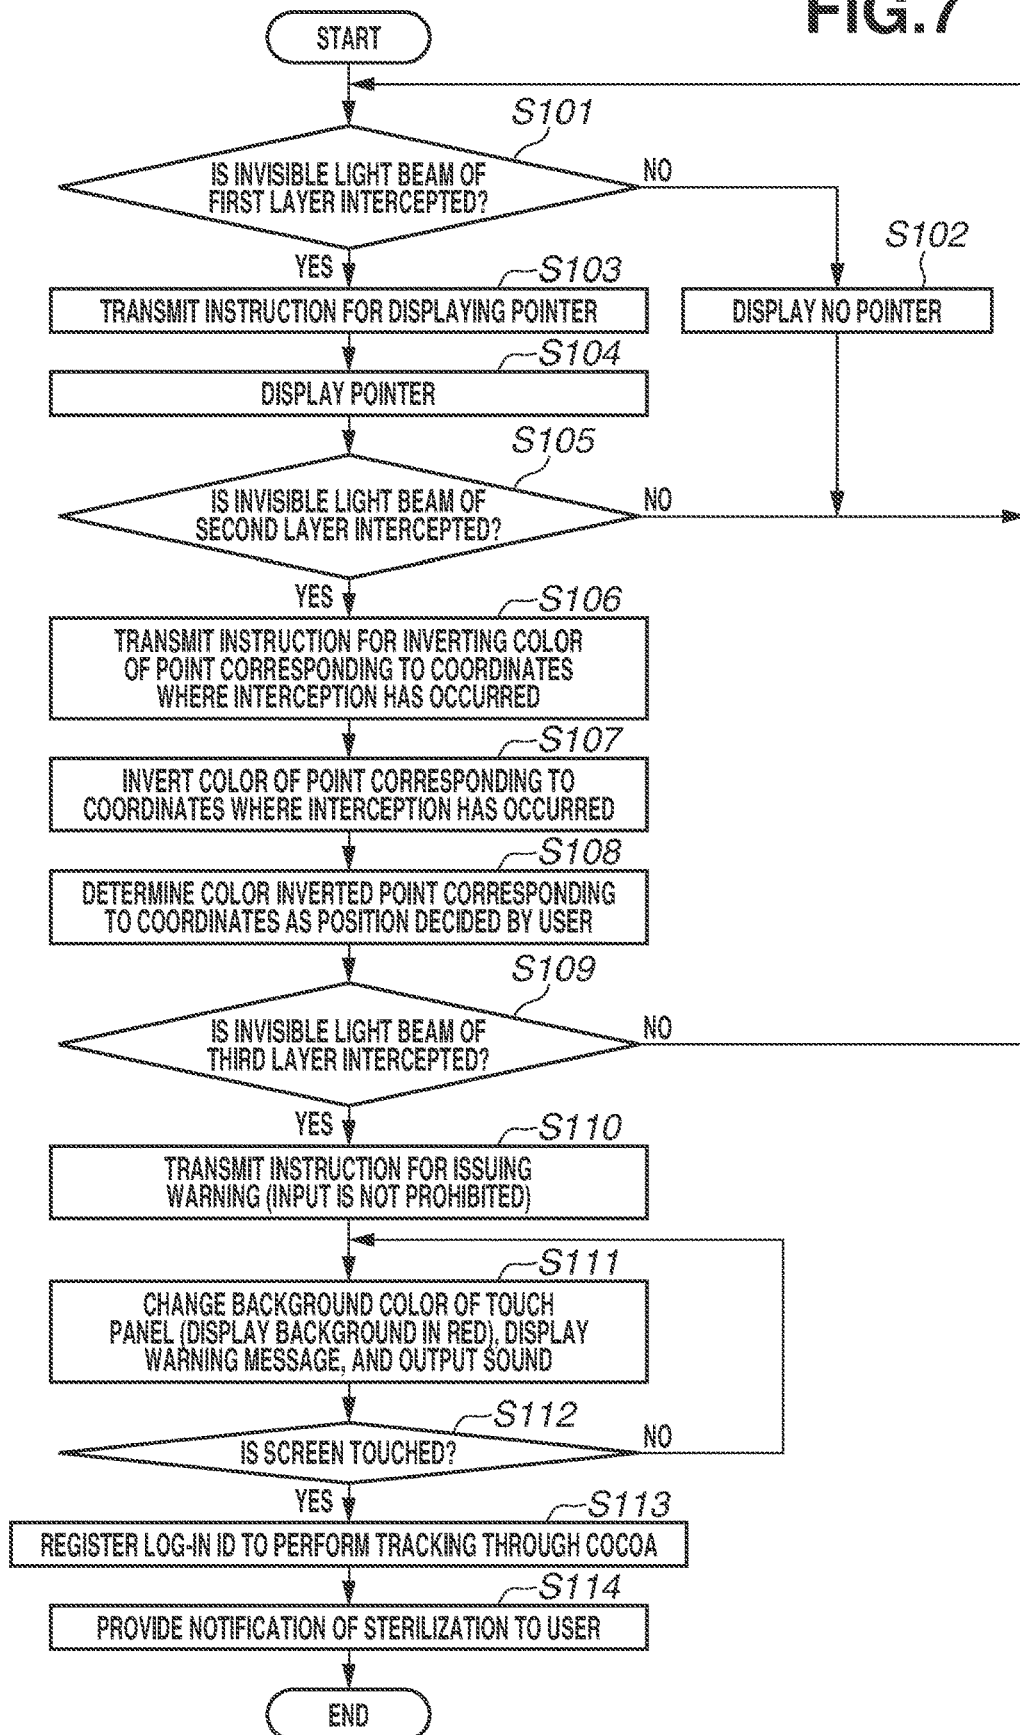 FIG.7
START
S101
IS INVISIBLE LIGHT BEAM OF
FIRST LAYER INTERCEPTED?
NO
S102
YES
S103
TRANSMIT INSTRUCTION FOR DISPLAYING POINTER
DISPLAY NO POINTER
S104
DISPLAY POINTER
S105
IS INVISIBLE LIGHT BEAM OF
SECOND LAYER INTERCEPTED?
NO
YES
S106
TRANSMIT INSTRUCTION FOR INVERTING COLOR
OF POINT CORRESPONDING TO COORDINATES
WHERE INTERCEPTION HAS OCCURRED
S107
INVERT COLOR OF POINT CORRESPONDING TO
COORDINATES WHERE INTERCEPTION HAS OCCURRED
S108
DETERMINE COLOR INVERTED POINT CORRESPONDING
TO COORDINATES AS POSITION DECIDED BY USER
S109
IS INVISIBLE LIGHT BEAM OF
THIRD LAYER INTERCEPTED?
NO
YES
S110
TRANSMIT INSTRUCTION FOR ISSUING
WARNING (INPUT IS NOT PROHIBITED)
S111
CHANGE BACKGROUND COLOR OF TOUCH
PANEL (DISPLAY BACKGROUND IN RED), DISPLAY
WARNING MESSAGE, AND OUTPUT SOUND
S112
IS SCREEN TOUCHED?
NO
YES
S113
REGISTER LOG-IN ID TO PERFORM TRACKING THROUGH COCOA
S114
PROVIDE NOTIFICATION OF STERILIZATION TO USER
END